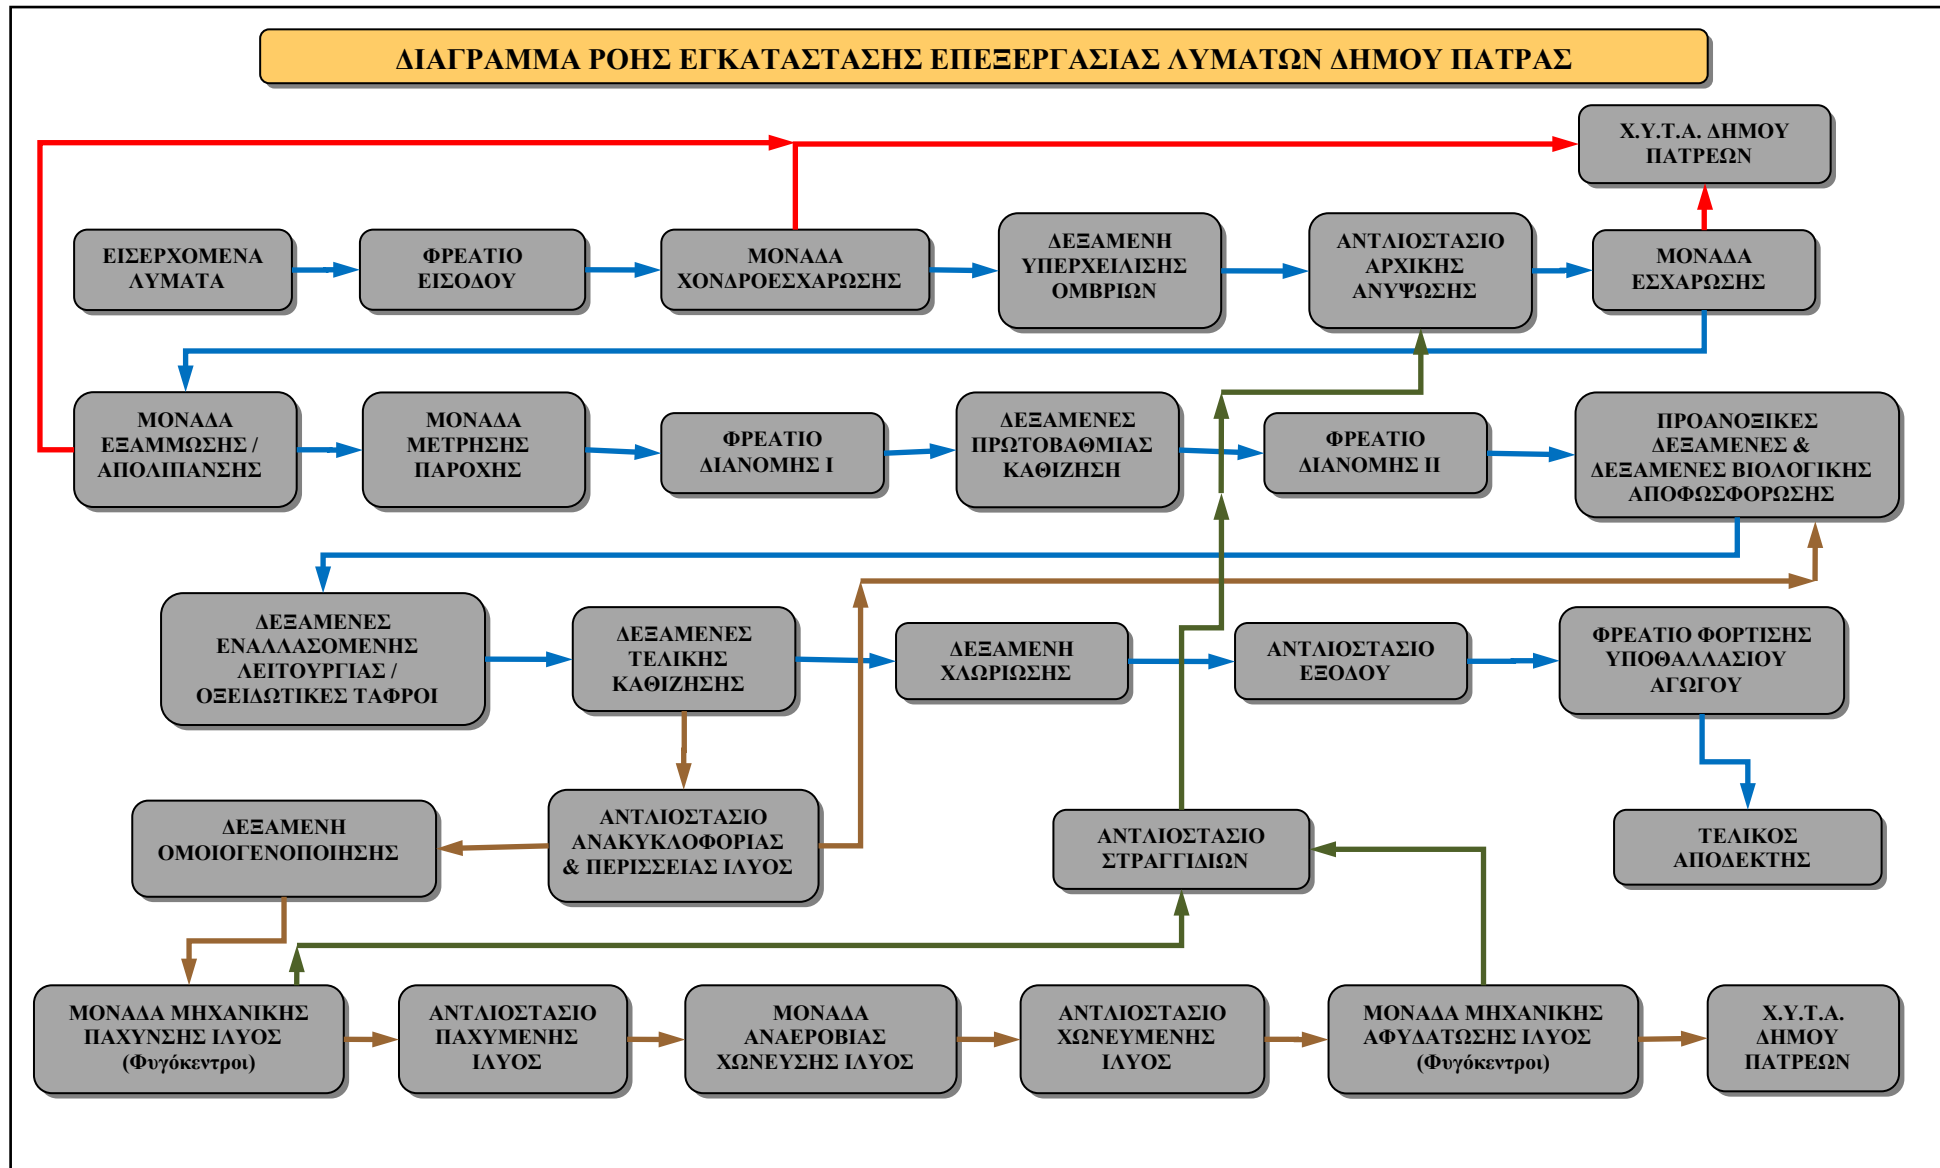 ΔΙΑΓΡΑΜΜΑ ΡΟΗΣ ΕΓΚΑΤΑΣΤΑΣΗΣ ΕΠΕΞΕΡΓΑΣΙΑΣ ΛΥΜΑΤΩΝ ΔΗΜΟΥ ΠΑΤΡΑΣ
Χ.Υ.Τ.Α. ΔΗΜΟΥ
ΠΑΤΡΕΩΝ
ΕΙΣΕΡΧΟΜΕΝΑ
ΛΥΜΑΤΑ
ΦΡΕΑΤΙΟ
ΕΙΣΟΔΟΥ
ΜΟΝΑΔΑ
ΧΟΝΔΡΟΕΣΧΑΡΩΣΗΣ
ΔΕΞΑΜΕΝΗ
ΥΠΕΡΧΕΙΛΙΣΗΣ
ΟΜΒΡΙΩΝ
ΑΝΤΛΙΟΣΤΑΣΙΟ
ΑΡΧΙΚΗΣ
ΑΝΥΨΩΣΗΣ
ΜΟΝΑΔΑ
ΕΣΧΑΡΩΣΗΣ
ΜΟΝΑΔΑ
ΕΞΑΜΜΩΣΗΣ /
ΑΠΟΛΙΠΑΝΣΗΣ
ΜΟΝΑΔΑ
ΜΕΤΡΗΣΗΣ
ΠΑΡΟΧΗΣ
ΦΡΕΑΤΙΟ
ΔΙΑΝΟΜΗΣ Ι
ΔΕΞΑΜΕΝΕΣ
ΠΡΩΤΟΒΑΘΜΙΑΣ
ΚΑΘΙΖΗΣΗ
ΦΡΕΑΤΙΟ
ΔΙΑΝΟΜΗΣ ΙΙ
ΠΡΟΑΝΟΞΙΚΕΣ
ΔΕΞΑΜΕΝΕΣ &
ΔΕΞΑΜΕΝΕΣ ΒΙΟΛΟΓΙΚΗΣ
ΑΠΟΦΩΣΦΟΡΩΣΗΣ
ΔΕΞΑΜΕΝΕΣ
ΕΝΑΛΛΑΣΟΜΕΝΗΣ
ΛΕΙΤΟΥΡΓΙΑΣ /
ΟΞΕΙΔΩΤΙΚΕΣ ΤΑΦΡΟΙ
ΔΕΞΑΜΕΝΕΣ
ΤΕΛΙΚΗΣ
ΚΑΘΙΖΗΣΗΣ
ΔΕΞΑΜΕΝΗ
ΧΛΩΡΙΩΣΗΣ
ΑΝΤΛΙΟΣΤΑΣΙΟ
ΕΞΟΔΟΥ
ΦΡΕΑΤΙΟ ΦΟΡΤΙΣΗΣ
ΥΠΟΘΑΛΛΑΣΙΟΥ
ΑΓΩΓΟΥ
ΔΕΞΑΜΕΝΗ
ΟΜΟΙΟΓΕΝΟΠΟΙΗΣΗΣ
ΑΝΤΛΙΟΣΤΑΣΙΟ
ΑΝΑΚΥΚΛΟΦΟΡΙΑΣ
& ΠΕΡΙΣΣΕΙΑΣ ΙΛΥΟΣ
ΑΝΤΛΙΟΣΤΑΣΙΟ
ΣΤΡΑΓΓΙΔΙΩΝ
ΤΕΛΙΚΟΣ
ΑΠΟΔΕΚΤΗΣ
ΜΟΝΑΔΑ ΜΗΧΑΝΙΚΗΣ
ΠΑΧΥΝΣΗΣ ΙΛΥΟΣ
(Φυγόκεντροι)
ΑΝΤΛΙΟΣΤΑΣΙΟ
ΠΑΧΥΜΕΝΗΣ
ΙΛΥΟΣ
ΜΟΝΑΔΑ
ΑΝΑΕΡΟΒΙΑΣ
ΧΩΝΕΥΣΗΣ ΙΛΥΟΣ
ΑΝΤΛΙΟΣΤΑΣΙΟ
ΧΩΝΕΥΜΕΝΗΣ
ΙΛΥΟΣ
ΜΟΝΑΔΑ ΜΗΧΑΝΙΚΗΣ
ΑΦΥΔΑΤΩΣΗΣ ΙΛΥΟΣ
(Φυγόκεντροι)
Χ.Υ.Τ.Α.
ΔΗΜΟΥ
ΠΑΤΡΕΩΝ